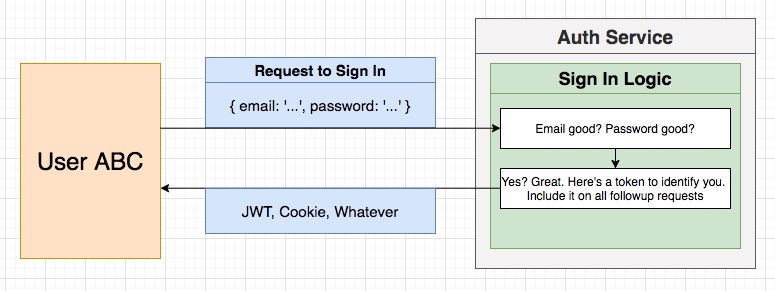 Auth Service
Request to Sign In
{ email: '...', password: '...' }
Sign In Logic
User ABC
Email good? Password good?
Yes? Great. Here's a token to identify you.
Include it on all followup requests
JWT, Cookie, Whatever